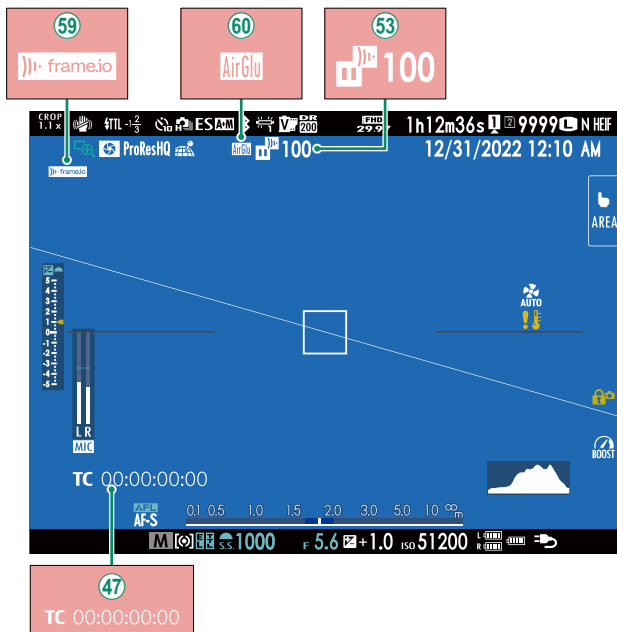 59 60 53
frame.io AirGlu 100
CROP 1.1 X TTL -1⅔ 10 ES A+M 1 V DR 200 FHD 29.97 1h12m36s 1 2 9999 L N HEIF
ProResHQ AirGlu 100 12/31/2022 12:10 AM
frame.io
AREA
5
4
3
2
1
0
-1
-2
-3
-4
-5
AUTO
L R
MIC
BOOST
TC 00:00:00:00
AFL
AF-S
0.1 0.5 1.0 1.5 2.0 3.0 5.0 10 ∞ m
M S.S. 1000 F 5.6 +1.0 ISO 51200 L R
47
TC 00:00:00:00